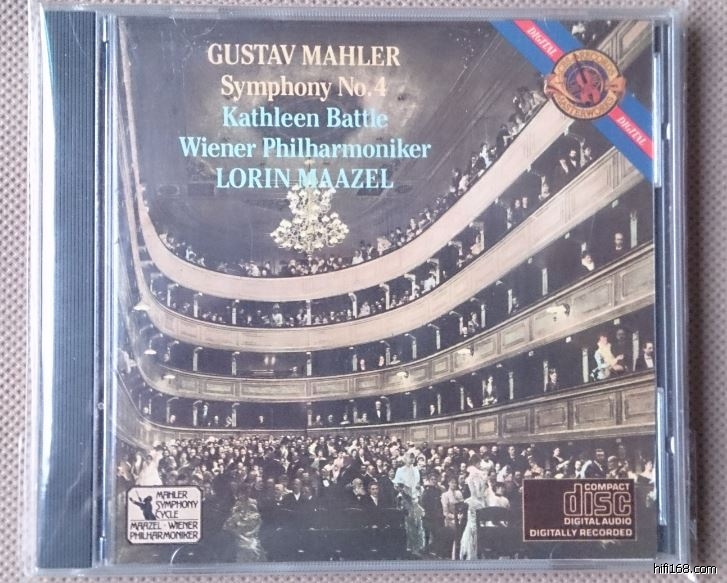 GUSTAV MAHLER
Symphony No.4
Kathleen Battle
Wiener Philharmoniker
LORIN MAAZEL
DIGITAL
MASTERWORKS
DIGITAL
MAHLER
SYMPHONY
CYCLE
MAAZEL · WIENER
PHILHARMONIKER
COMPACT
disc
DIGITAL AUDIO
DIGITALLY RECORDED
hifi168.com